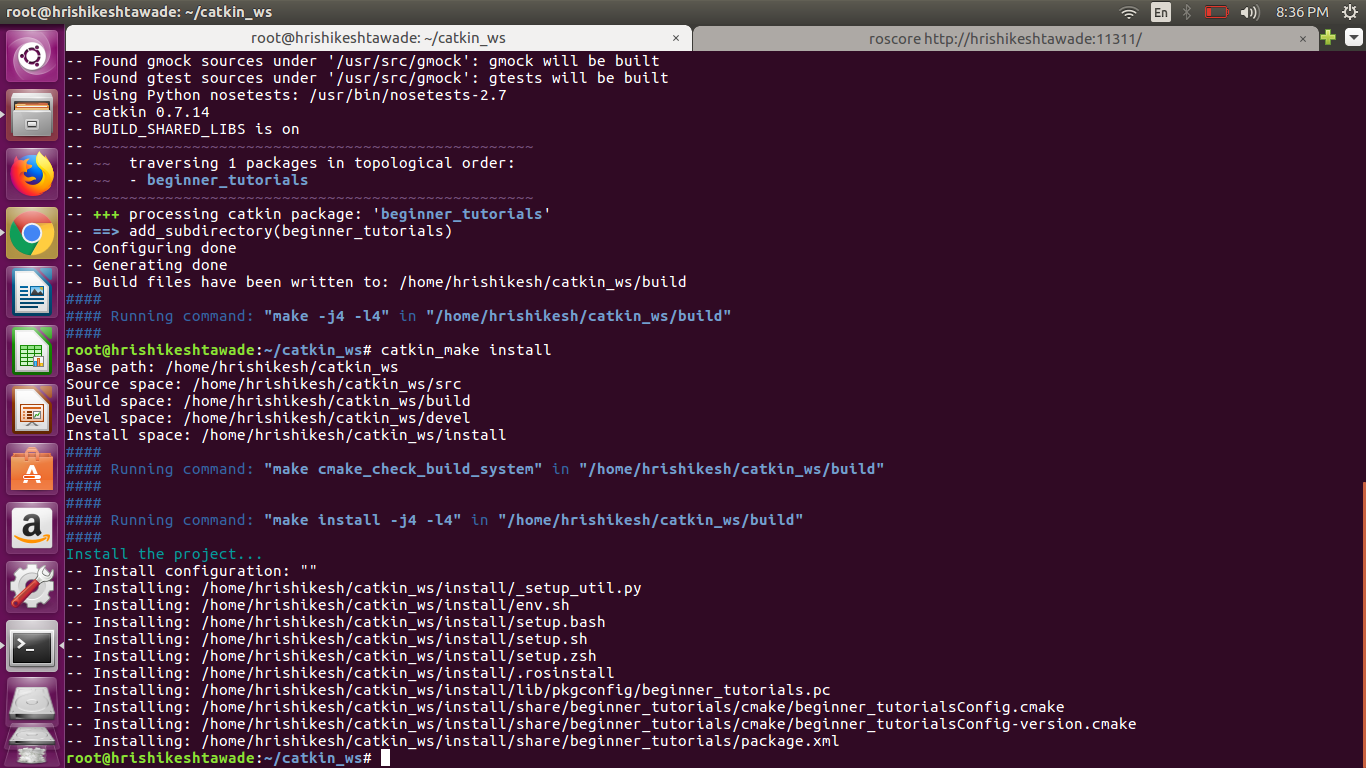 root@hrishikeshtawade: ~/catkin_ws
En
8:36 PM
root@hrishikeshtawade: ~/catkin_ws ×
roscore http://hrishikeshtawade:11311/ ×
-- Found gmock sources under '/usr/src/gmock': gmock will be built
-- Found gtest sources under '/usr/src/gmock': gtests will be built
-- Using Python nosetests: /usr/bin/nosetests-2.7
-- catkin 0.7.14
-- BUILD_SHARED_LIBS is on
-- ~~~~~~~~~~~~~~~~~~~~~~~~~~~~~~~~~~~~~~~~~~~~~~~~~
-- ~~  traversing 1 packages in topological order:
-- ~~  - beginner_tutorials
-- ~~~~~~~~~~~~~~~~~~~~~~~~~~~~~~~~~~~~~~~~~~~~~~~~~
-- +++ processing catkin package: 'beginner_tutorials'
-- ==> add_subdirectory(beginner_tutorials)
-- Configuring done
-- Generating done
-- Build files have been written to: /home/hrishikesh/catkin_ws/build
####
#### Running command: "make -j4 -l4" in "/home/hrishikesh/catkin_ws/build"
####
root@hrishikeshtawade:~/catkin_ws# catkin_make install
Base path: /home/hrishikesh/catkin_ws
Source space: /home/hrishikesh/catkin_ws/src
Build space: /home/hrishikesh/catkin_ws/build
Devel space: /home/hrishikesh/catkin_ws/devel
Install space: /home/hrishikesh/catkin_ws/install
####
#### Running command: "make cmake_check_build_system" in "/home/hrishikesh/catkin_ws/build"
####
####
#### Running command: "make install -j4 -l4" in "/home/hrishikesh/catkin_ws/build"
####
Install the project...
-- Install configuration: ""
-- Installing: /home/hrishikesh/catkin_ws/install/_setup_util.py
-- Installing: /home/hrishikesh/catkin_ws/install/env.sh
-- Installing: /home/hrishikesh/catkin_ws/install/setup.bash
-- Installing: /home/hrishikesh/catkin_ws/install/setup.sh
-- Installing: /home/hrishikesh/catkin_ws/install/setup.zsh
-- Installing: /home/hrishikesh/catkin_ws/install/.rosinstall
-- Installing: /home/hrishikesh/catkin_ws/install/lib/pkgconfig/beginner_tutorials.pc
-- Installing: /home/hrishikesh/catkin_ws/install/share/beginner_tutorials/cmake/beginner_tutorialsConfig.cmake
-- Installing: /home/hrishikesh/catkin_ws/install/share/beginner_tutorials/cmake/beginner_tutorialsConfig-version.cmake
-- Installing: /home/hrishikesh/catkin_ws/install/share/beginner_tutorials/package.xml
root@hrishikeshtawade:~/catkin_ws#